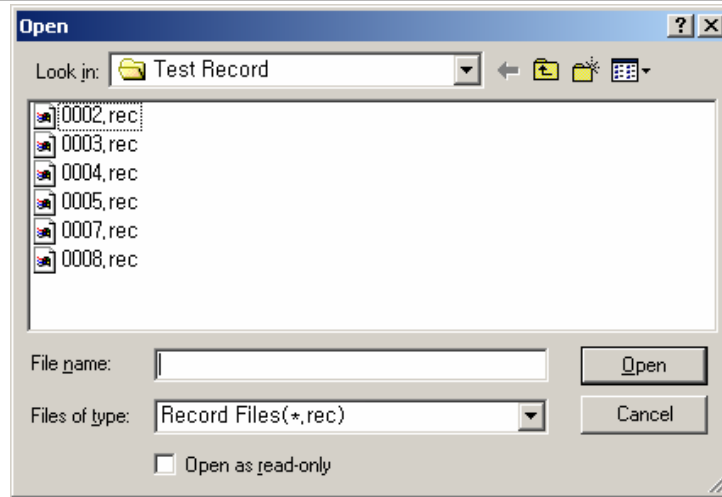 Open
Look in: Test Record
0002.rec
0003.rec
0004.rec
0005.rec
0007.rec
0008.rec
File name: Open
Files of type: Record Files(*.rec) Cancel
Open as read-only